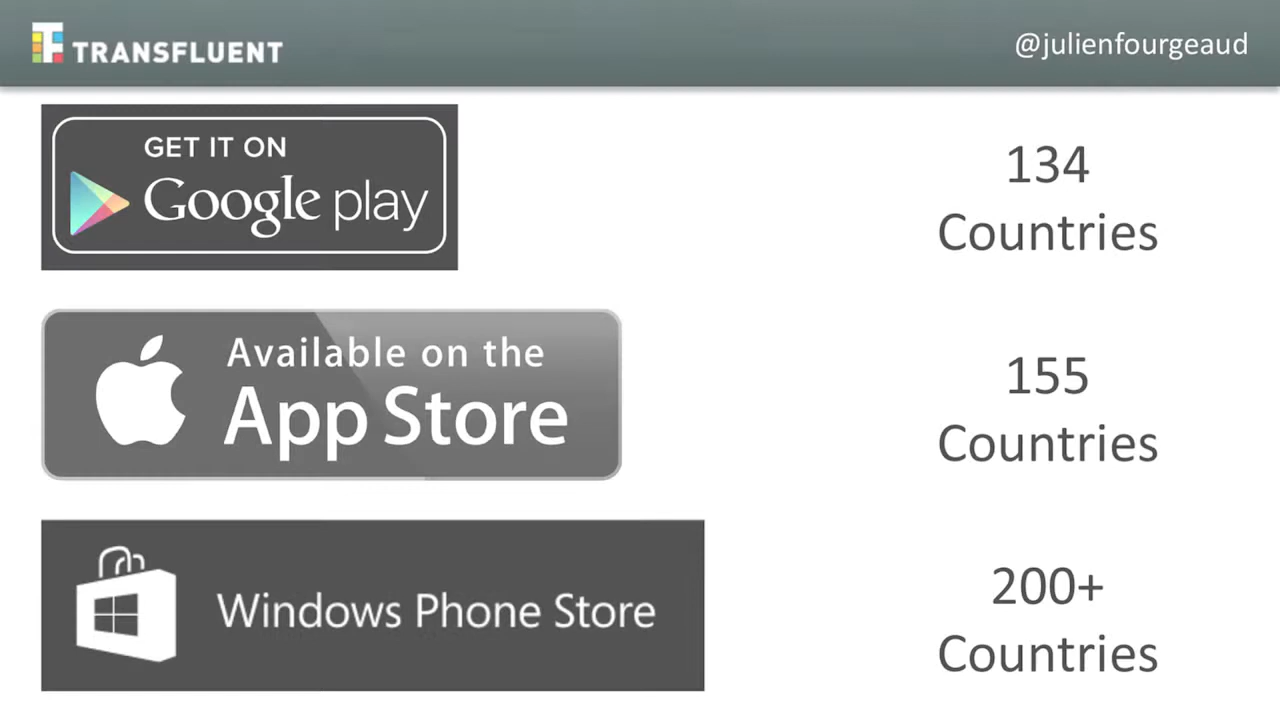 TRANSFLUENT
@julienfourgeaud
GET IT ON
Google play
134
Countries
Available on the
App Store
155
Countries
Windows Phone Store
200+
Countries